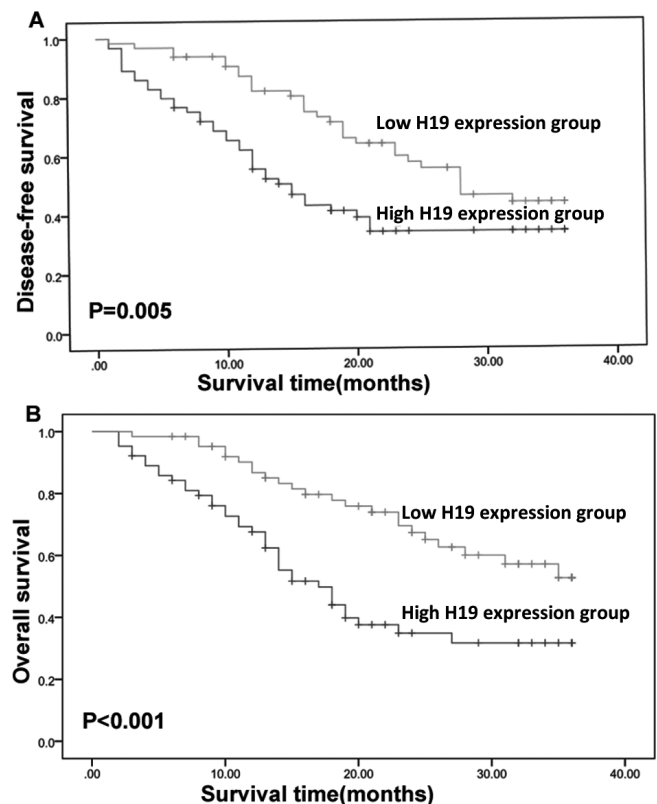 A
Disease-free survival
1.0
0.8
0.6
0.4
0.2
0.0
Low H19 expression group
High H19 expression group
P=0.005
.00 10.00 20.00 30.00 40.00
Survival time(months)
B
Overall survival
1.0
0.8
0.6
0.4
0.2
0.0
Low H19 expression group
High H19 expression group
P<0.001
.00 10.00 20.00 30.00 40.00
Survival time(months)